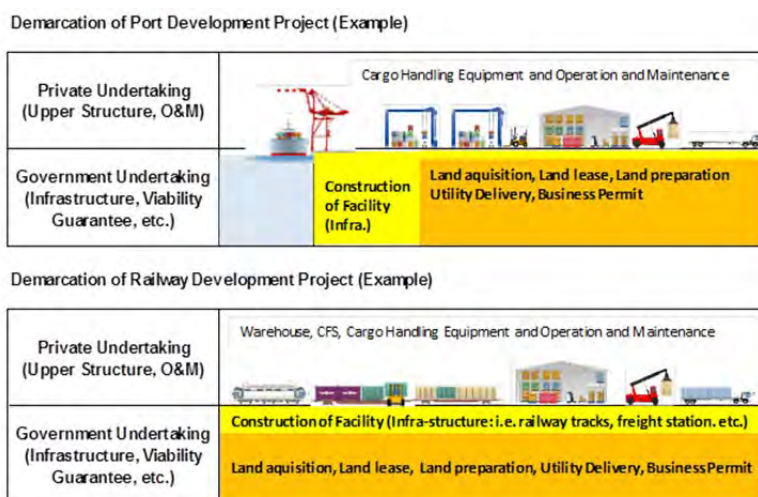 Demarcation of Port Development Project (Example)
Private Undertaking
(Upper Structure, O&M)
Cargo Handling Equipment and Operation and Maintenance
Government Undertaking
(Infrastructure, Viability
Guarantee, etc.)
Construction
of Facility
(Infra.)
Land aquisition, Land lease, Land preparation
Utility Delivery, Business Permit
Demarcation of Railway Development Project (Example)
Private Undertaking
(Upper Structure, O&M)
Warehouse, CFS, Cargo Handling Equipment and Operation and Maintenance
Government Undertaking
(Infrastructure, Viability
Guarantee, etc.)
Construction of Facility (Infra-structure: i.e. railway tracks, freight station. etc.)
Land aquisition, Land lease, Land preparation, Utility Delivery, Business Permit